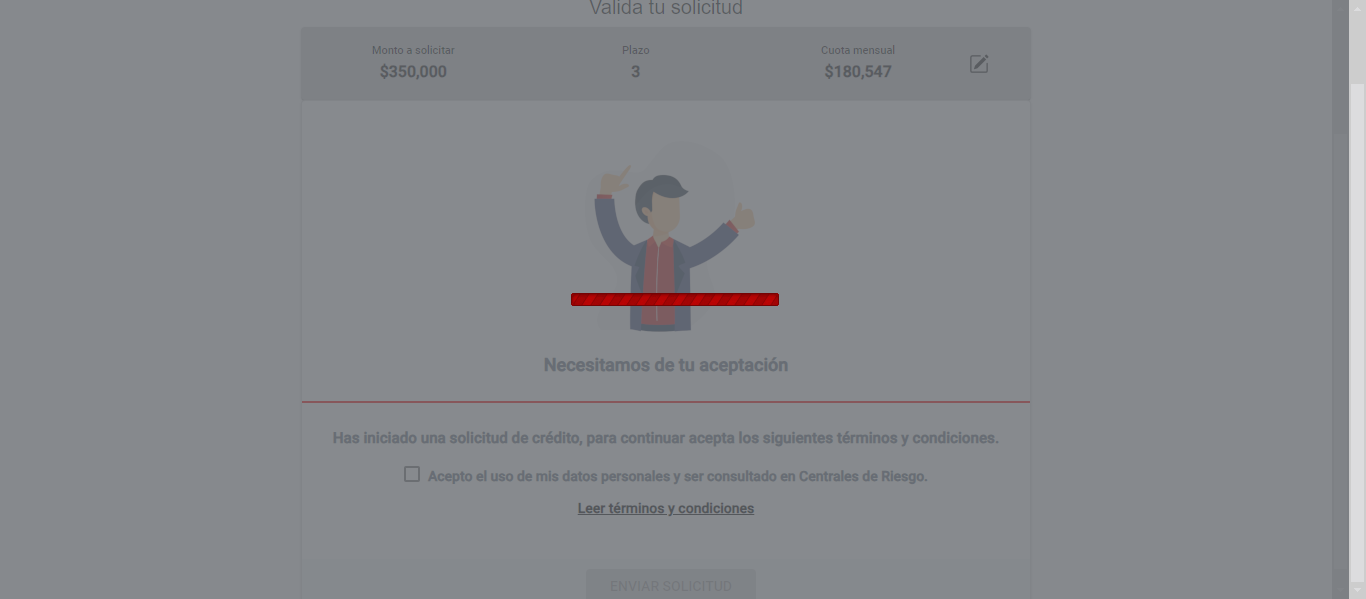 Valida tu solicitud
Monto a solicitar
$350,000
Plazo
3
Cuota mensual
$180,547
Necesitamos de tu aceptación
Has iniciado una solicitud de crédito, para continuar acepta los siguientes términos y condiciones.
Acepto el uso de mis datos personales y ser consultado en Centrales de Riesgo.
Leer términos y condiciones
ENVIAR SOLICITUD